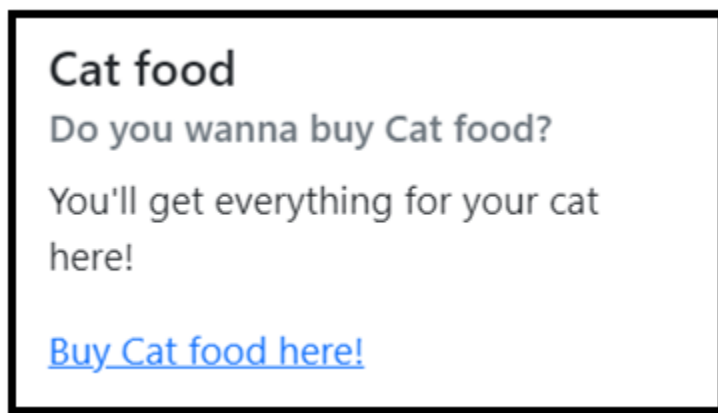 Cat food
Do you wanna buy Cat food?
You'll get everything for your cat
here!
Buy Cat food here!